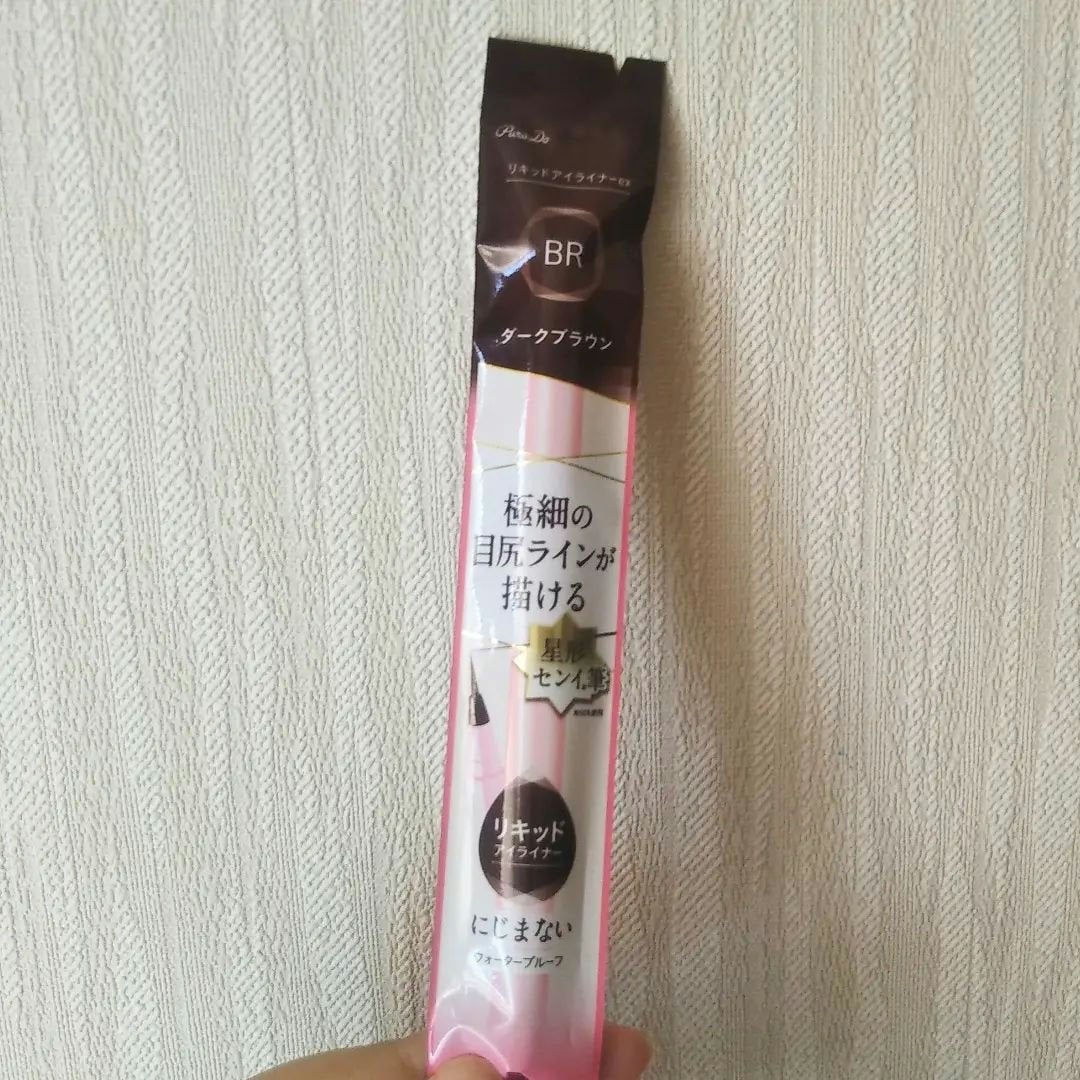 Para Do
リキッドアイライナーex
BR
ダークブラウン
極細の
目尻ラインが
描ける
星形
センイ筆
リキッド
アイライナー
にじまない
ウォータープルーフ